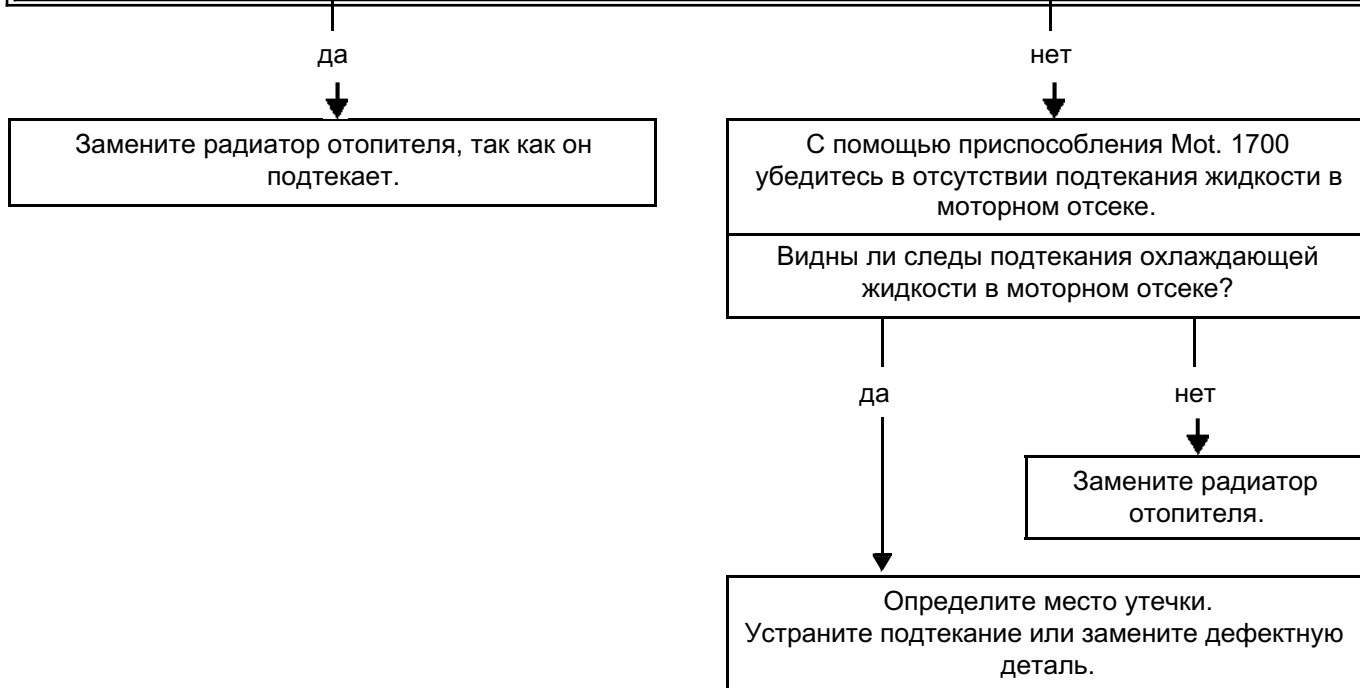 да
нет
Замените радиатор отопителя, так как он
подтекает.
С помощью приспособления Mot. 1700
убедитесь в отсутствии подтекания жидкости в
моторном отсеке.
Видны ли следы подтекания охлаждающей
жидкости в моторном отсеке?
да
нет
Замените радиатор
отопителя.
Определите место утечки.
Устраните подтекание или замените дефектную
деталь.